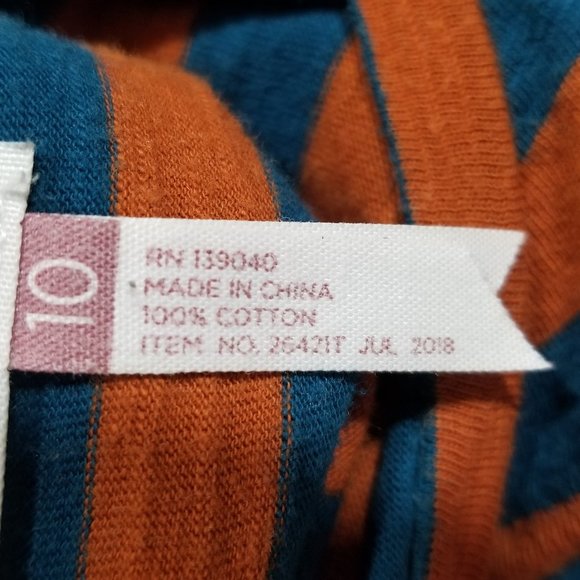 10
RN 139040
MADE IN CHINA
100% COTTON
ITEM NO. 26421T JUL 2018